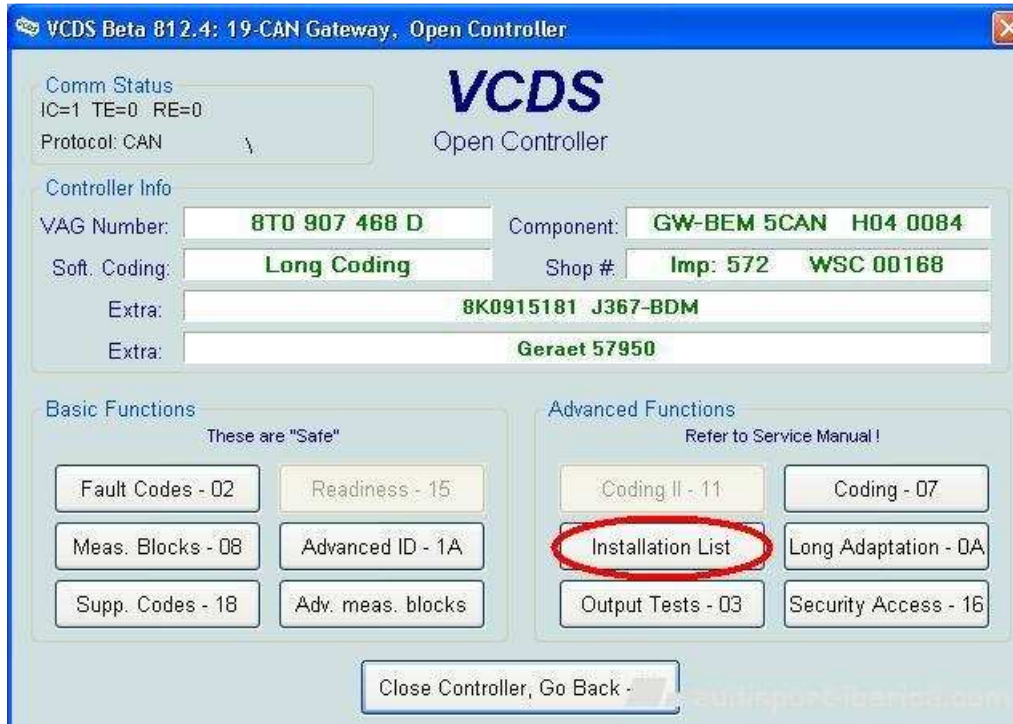 VCDS Beta 812.4: 19-CAN Gateway, Open Controller
Comm Status
IC=1 TE=0 RE=0
Protocol: CAN \
VCDS
Open Controller
Controller Info
VAG Number: 8T0 907 468 D Component: GW-BEM 5CAN H04 0084
Soft. Coding: Long Coding Shop #: Imp: 572 WSC 00168
Extra: 8K0915181 J367-BDM
Extra: Geraet 57950
Basic Functions
These are "Safe"
Fault Codes - 02 Readiness - 15
Meas. Blocks - 08 Advanced ID - 1A
Supp. Codes - 18 Adv. meas. blocks
Advanced Functions
Refer to Service Manual !
Coding II - 11 Coding - 07
Installation List Long Adaptation - 0A
Output Tests - 03 Security Access - 16
Close Controller, Go Back -
audisport-iberica.com